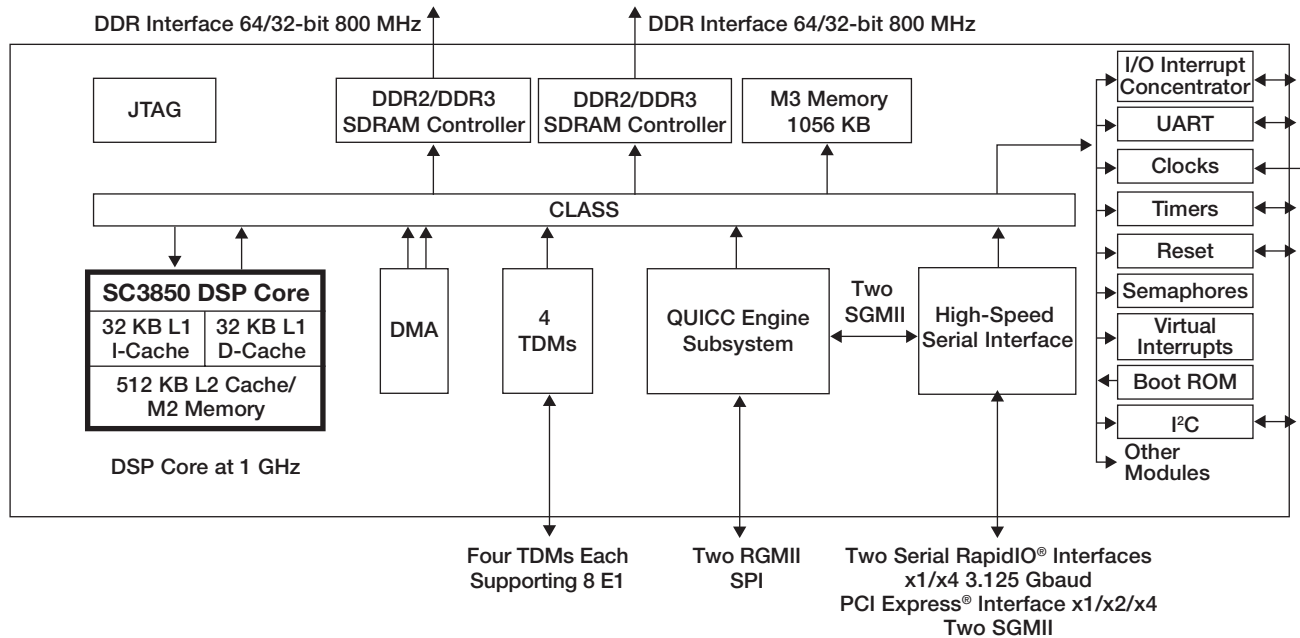 DDR Interface 64/32-bit 800 MHz
DDR Interface 64/32-bit 800 MHz
JTAG
DDR2/DDR3
SDRAM Controller
DDR2/DDR3
SDRAM Controller
M3 Memory
1056 KB
I/O Interrupt
Concentrator
UART
Clocks
Timers
Reset
Semaphores
Virtual
Interrupts
Boot ROM
I²C
Other
Modules
CLASS
SC3850 DSP Core
32 KB L1
I-Cache
32 KB L1
D-Cache
512 KB L2 Cache/
M2 Memory
DSP Core at 1 GHz
DMA
4
TDMs
QUICC Engine
Subsystem
Two
SGMII
High-Speed
Serial Interface
Four TDMs Each
Supporting 8 E1
Two RGMII
SPI
Two Serial RapidIO® Interfaces
x1/x4 3.125 Gbaud
PCI Express® Interface x1/x2/x4
Two SGMII